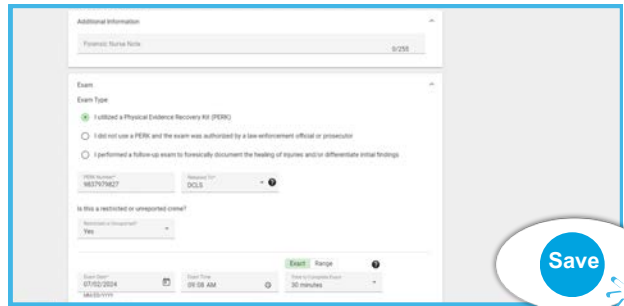 Additional Information
Forensic Nurse Note
0/255
Exam
Exam Type
I utilized a Physical Evidence Recovery Kit (PERK)
I did not use a PERK and the exam was authorized by a law enforcement official or prosecutor
I performed a follow-up exam to foresically document the healing of injuries and/or differentiate initial findings
PERK Number*
9837979827
Released To*
DCLS
Is this a restricted or unreported crime?
Restricted or Unreported?*
Yes
Exact Range
Exam Date*
07/02/2024
MM/DD/YYYY
Exam Time
09:08 AM
Time to Complete Exam
30 minutes
Save